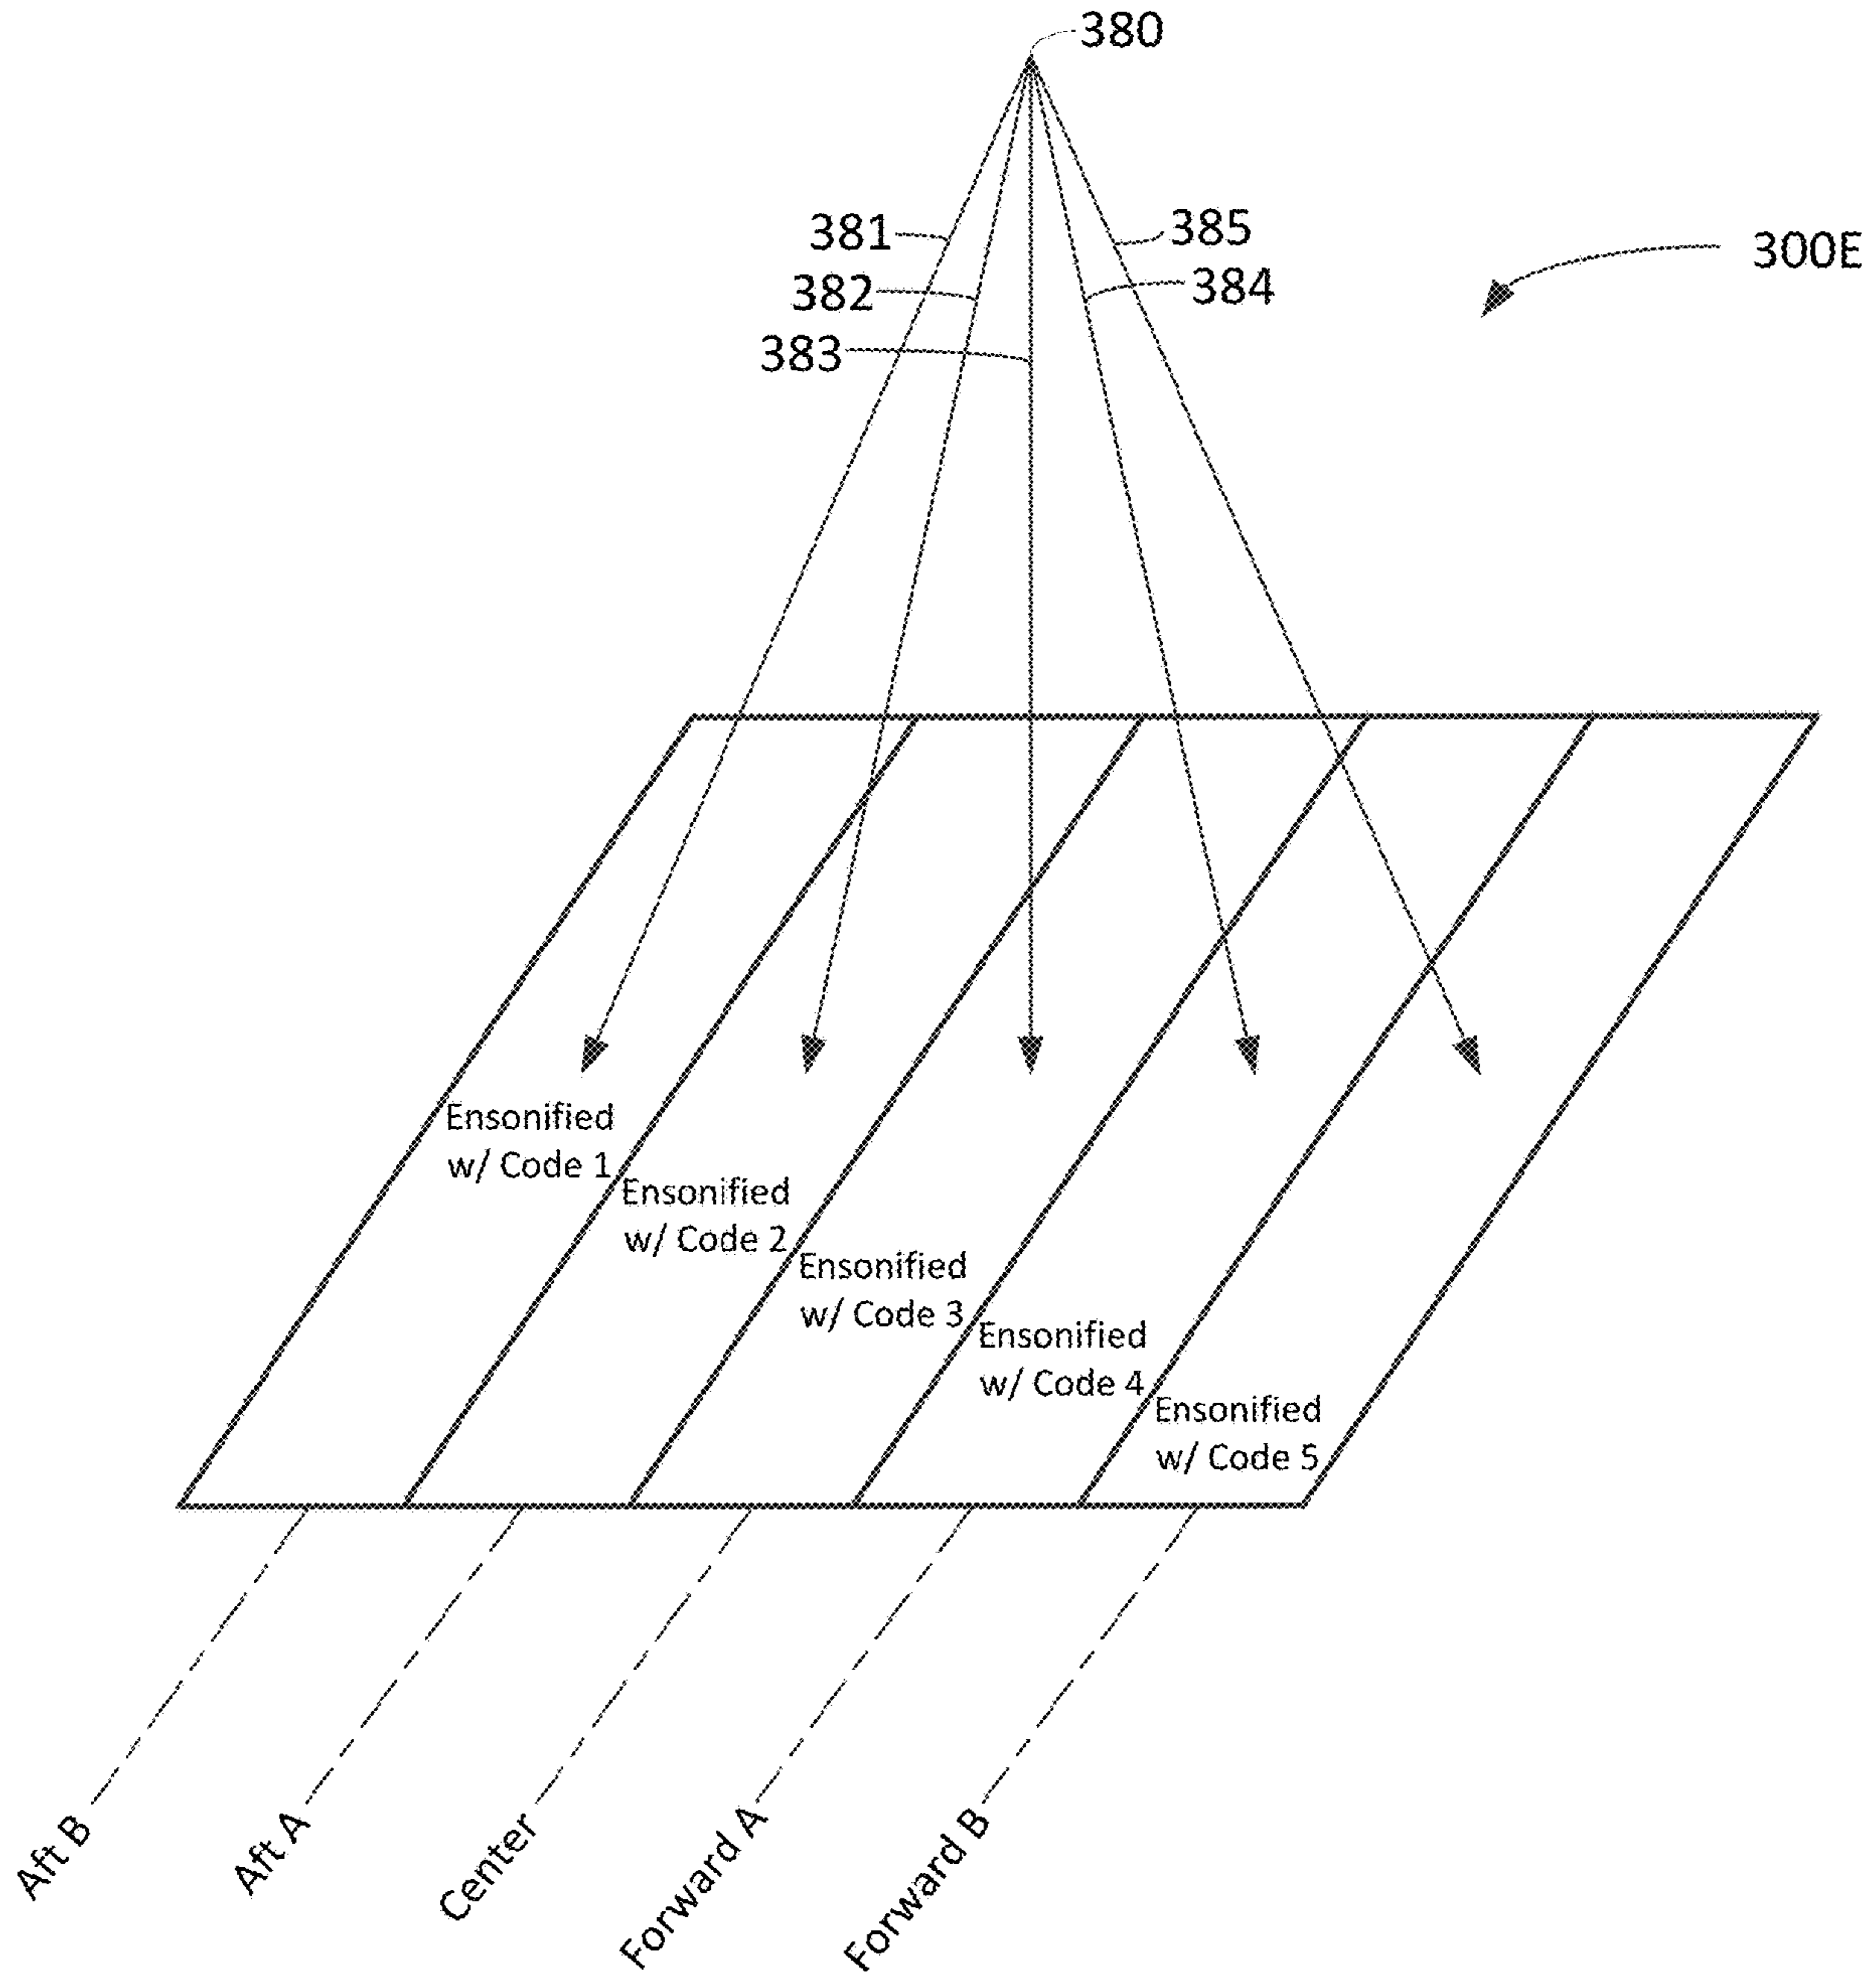 380
381
385
300E
382
384
383
Ensonified
w/ Code 1
Ensonified
w/ Code 2
Ensonified
w/ Code 3
Ensonified
w/ Code 4
Ensonified
w/ Code 5
Aft B
Aft A
Center
Forward A
Forward B